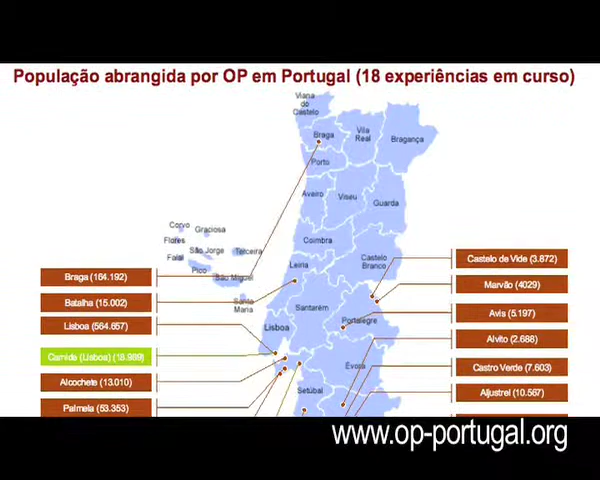 População abrangida por OP em Portugal (18 experiências em curso)
Viana
do
Castelo
Braga
Vila
Real
Bragança
Porto
Aveiro
Viseu
Guarda
Corvo
Graciosa
Flores
São Jorge
Terceira
Faial
Pico
São Miguel
Santa
Maria
Coimbra
Leiria
Castelo
Branco
Santarém
Lisboa
Portalegre
Évora
Setúbal
Braga (164.192)
Batalha (15.002)
Lisboa (564.657)
Carnide (Lisboa) (18.989)
Alcochete (13.010)
Palmela (53.353)
Castelo de Vide (3.872)
Marvão (4029)
Avis (5.197)
Alvito (2.688)
Castro Verde (7.603)
Aljustrel (10.567)
www.op-portugal.org